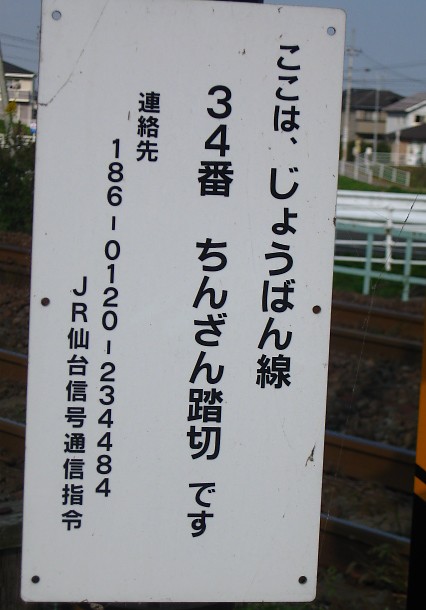 ここは、じょうばん線
34番 ちんざん踏切 です
連絡先
186-0120-234484
JR仙台信号通信指令